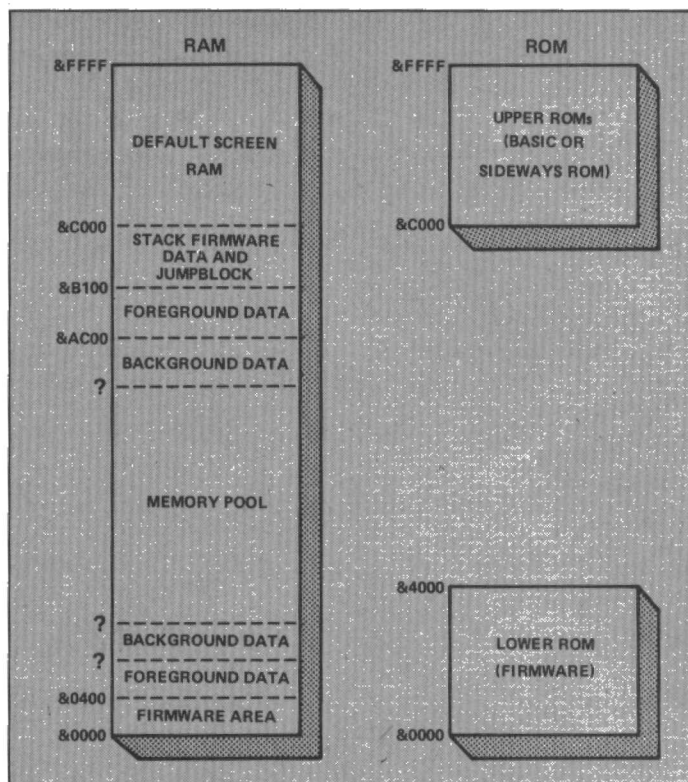 RAM
&FFFF
DEFAULT SCREEN
RAM
&C000
STACK FIRMWARE
DATA AND
JUMPBLOCK
&B100
FOREGROUND DATA
&AC00
BACKGROUND DATA
?
MEMORY POOL
?
BACKGROUND DATA
?
FOREGROUND DATA
&0400
FIRMWARE AREA
&0000
ROM
&FFFF
UPPER ROMs
(BASIC OR
SIDEWAYS ROM)
&C000
&4000
LOWER ROM
(FIRMWARE)
&0000